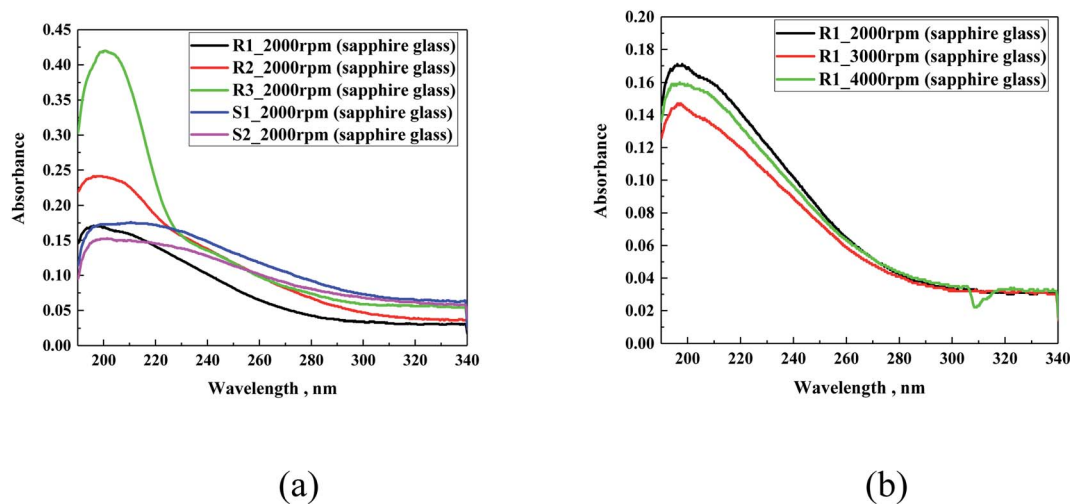 0.45
0.40
0.35
0.30
0.25
0.20
0.15
0.10
0.05
0.00
Absorbance
R1_2000rpm (sapphire glass)
R2_2000rpm (sapphire glass)
R3_2000rpm (sapphire glass)
S1_2000rpm (sapphire glass)
S2_2000rpm (sapphire glass)
200 220 240 260 280 300 320 340
Wavelength , nm
(a)
0.20
0.18
0.16
0.14
0.12
0.10
0.08
0.06
0.04
0.02
0.00
Absorbance
R1_2000rpm (sapphire glass)
R1_3000rpm (sapphire glass)
R1_4000rpm (sapphire glass)
200 220 240 260 280 300 320 340
Wavelength , nm
(b)